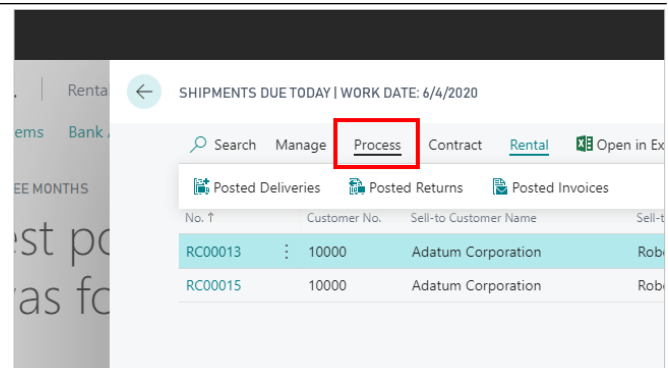 Renta
SHIPMENTS DUE TODAY | WORK DATE: 6/4/2020
ems Bank
Search Manage Process Contract Rental Open in Ex
EE MONTHS
Posted Deliveries Posted Returns Posted Invoices
No. ↑ Customer No. Sell-to Customer Name Sell-t
est po
RC00013 10000 Adatum Corporation Robe
RC00015 10000 Adatum Corporation Robe
as fc